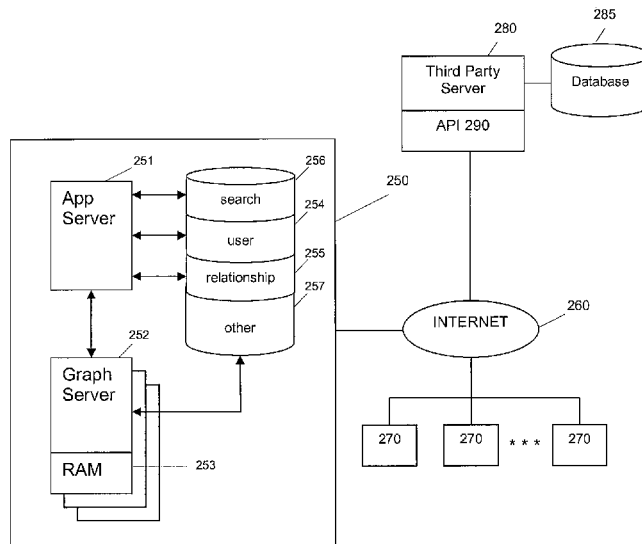 280
285
Third Party
Server
Database
API 290
251
256
App
Server
search
250
254
user
255
relationship
257
other
260
INTERNET
252
Graph
Server
RAM
253
270
270
* * *
270